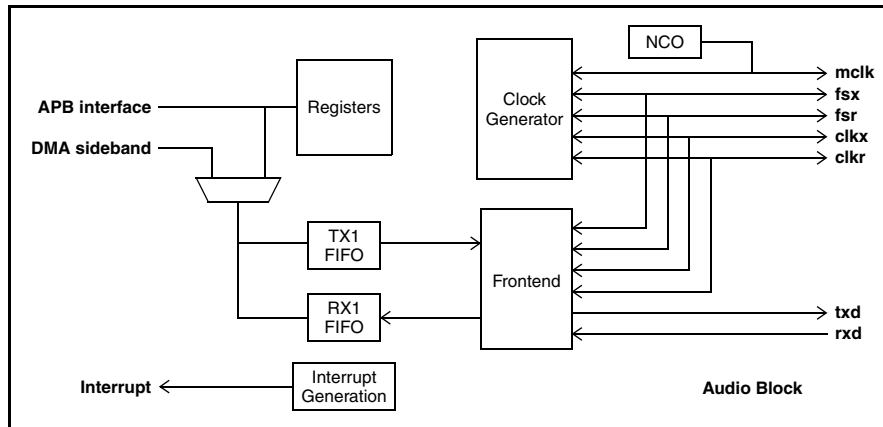 NCO
mclk
APB interface
Registers
Clock
Generator
fsx
fsr
DMA sideband
clkx
clkr
TX1
FIFO
Frontend
RX1
FIFO
txd
rxd
Interrupt
Interrupt
Generation
Audio Block